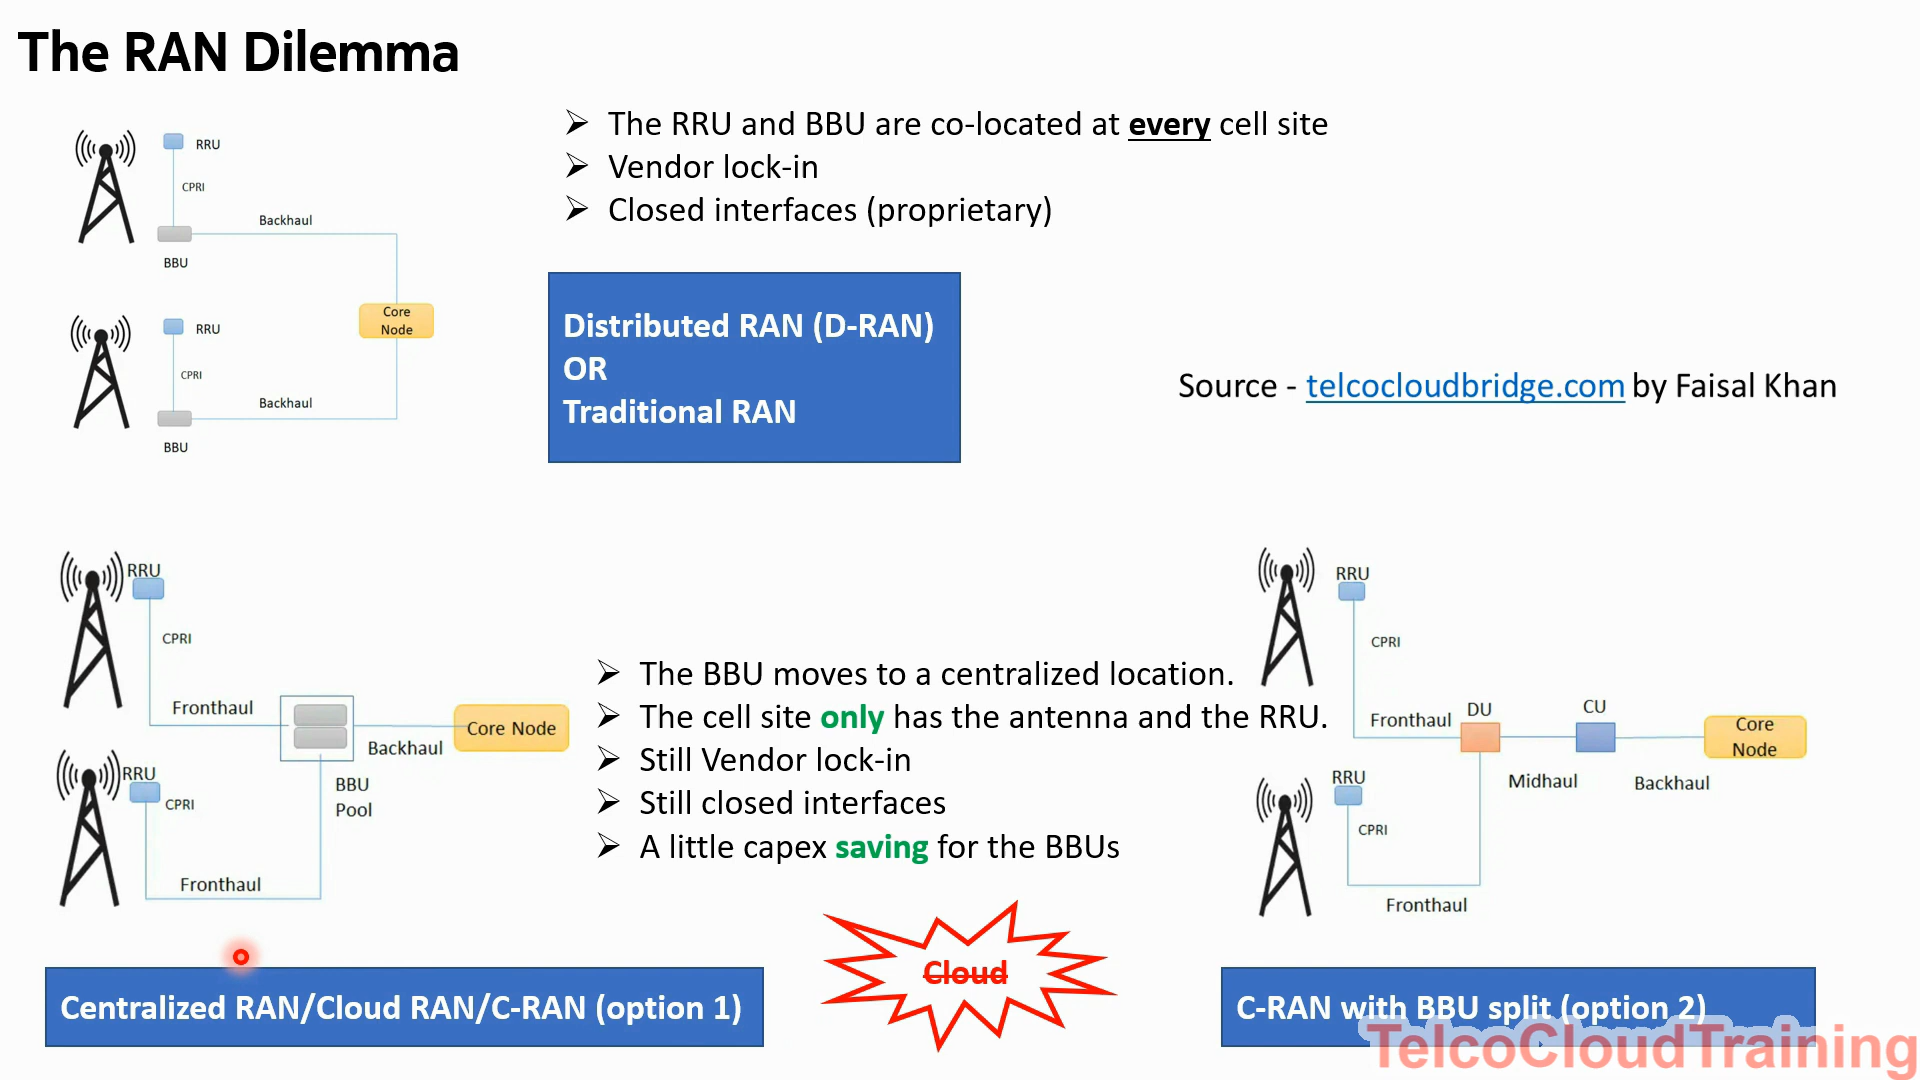 The RAN Dilemma
RRU
CPRI
Backhaul
BBU
RRU
CPRI
Backhaul
BBU
Core
Node
➢ The RRU and BBU are co-located at every cell site
➢ Vendor lock-in
➢ Closed interfaces (proprietary)
Distributed RAN (D-RAN)
OR
Traditional RAN
Source - telcocloudbridge.com by Faisal Khan
RRU
CPRI
Fronthaul
RRU
CPRI
Fronthaul
BBU
Pool
Backhaul
Core Node
➢ The BBU moves to a centralized location.
➢ The cell site only has the antenna and the RRU.
➢ Still Vendor lock-in
➢ Still closed interfaces
➢ A little capex saving for the BBUs
RRU
CPRI
Fronthaul
DU
CU
Core
Node
Midhaul
Backhaul
RRU
CPRI
Fronthaul
Centralized RAN/Cloud RAN/C-RAN (option 1)
Cloud
C-RAN with BBU split (option 2)
TelcoCloudTraining